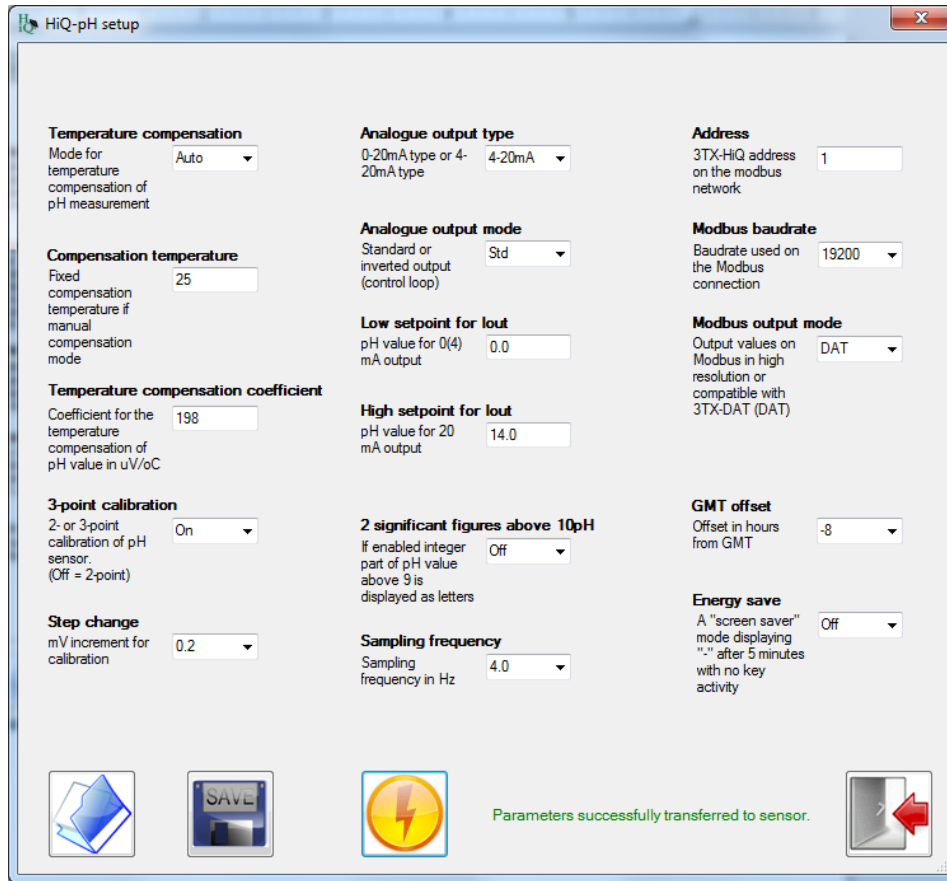 HiQ-pH setup
Temperature compensation
Mode for
temperature
compensation of
pH measurement
Auto
Compensation temperature
Fixed
compensation
temperature if
manual
compensation
mode
25
Temperature compensation coefficient
Coefficient for the
temperature
compensation of
pH value in uV/oC
198
3-point calibration
2- or 3-point
calibration of pH
sensor.
(Off = 2-point)
On
Step change
mV increment for
calibration
0.2
Analogue output type
0-20mA type or 4-
20mA type
4-20mA
Analogue output mode
Standard or
inverted output
(control loop)
Std
Low setpoint for Iout
pH value for 0(4)
mA output
0.0
High setpoint for Iout
pH value for 20
mA output
14.0
2 significant figures above 10pH
If enabled integer
part of pH value
above 9 is
displayed as letters
Off
Sampling frequency
Sampling
frequency in Hz
4.0
Address
3TX-HiQ address
on the modbus
network
1
Modbus baudrate
Baudrate used on
the Modbus
connection
19200
Modbus output mode
Output values on
Modbus in high
resolution or
compatible with
3TX-DAT (DAT)
DAT
GMT offset
Offset in hours
from GMT
-8
Energy save
A "screen saver"
mode displaying
"-" after 5 minutes
with no key
activity
Off
SAVE
Parameters successfully transferred to sensor.